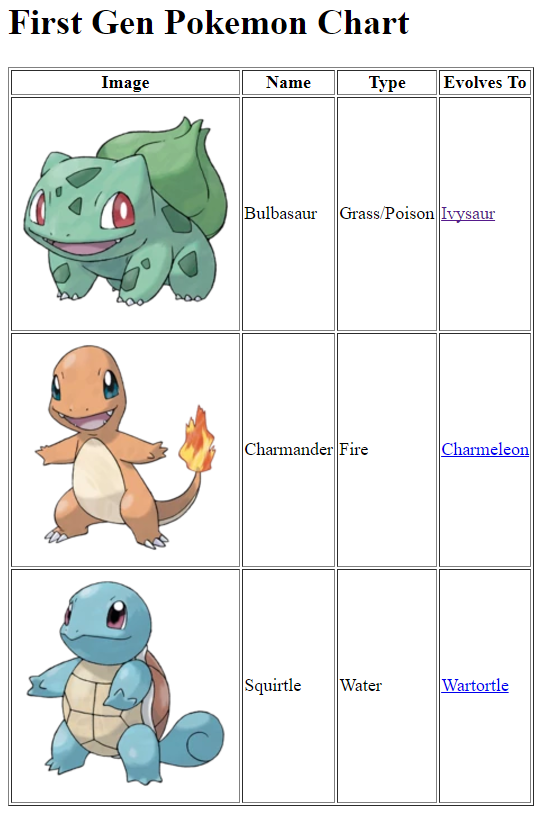 First Gen Pokemon Chart
Image Name Type Evolves To
Bulbasaur Grass/Poison Ivysaur
Charmander Fire Charmeleon
Squirtle Water Wartortle